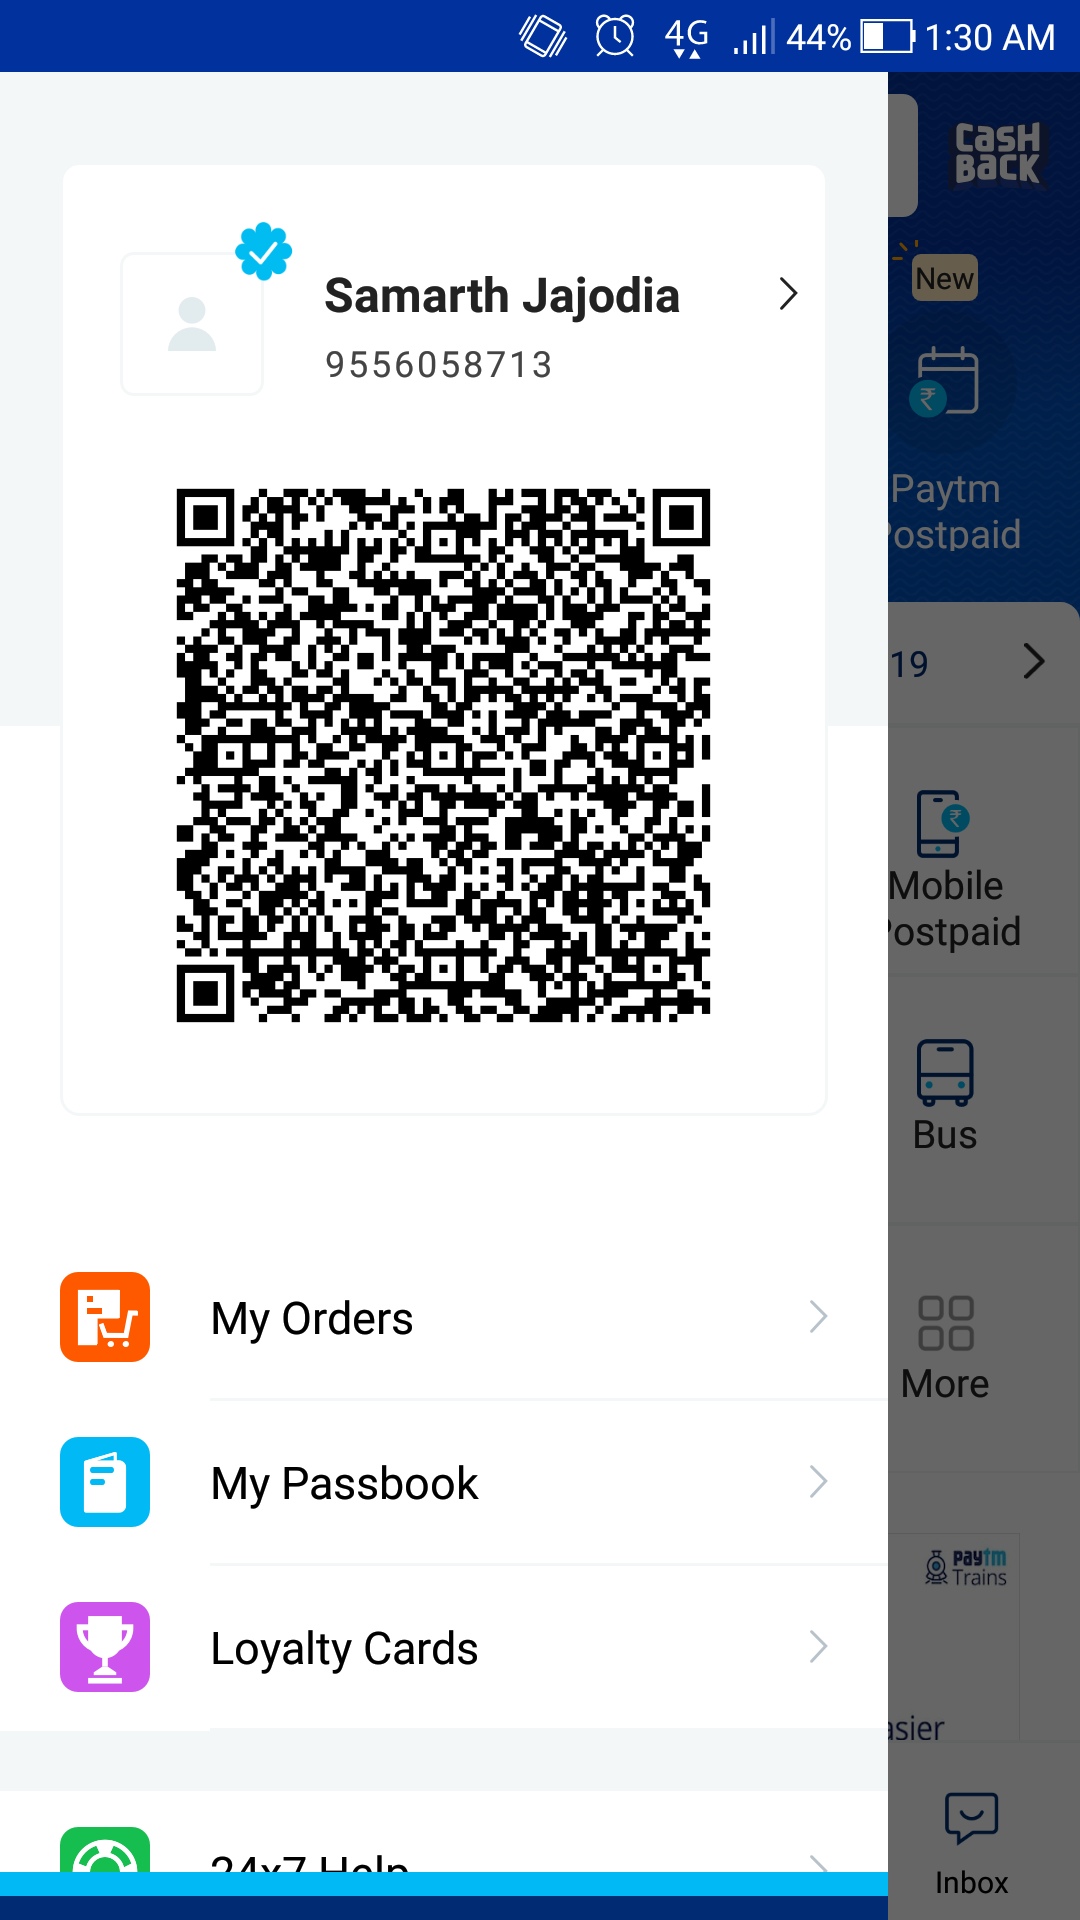 4G 44% 1:30 AM
CasH
BaCK
Samarth Jajodia
9556058713
New
₹
Paytm
Postpaid
19
₹
Mobile
Postpaid
Bus
My Orders
More
My Passbook
paytm
Trains
Loyalty Cards
asier
24x7 Help
Inbox